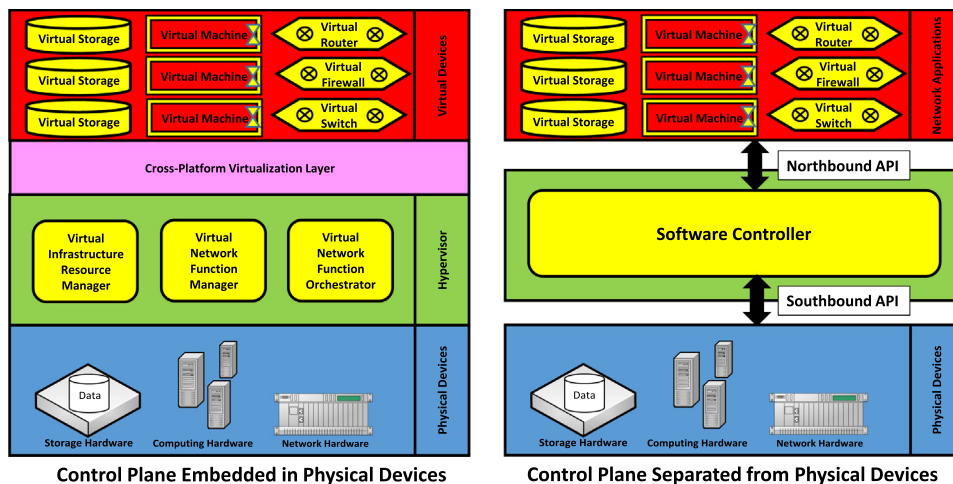 Virtual Storage
Virtual Machine
Virtual
Router
Virtual Storage
Virtual Machine
Virtual
Firewall
Virtual Storage
Virtual Machine
Virtual
Switch
Virtual Devices
Cross-Platform Virtualization Layer
Virtual
Infrastructure
Resource
Manager
Virtual
Network
Function
Manager
Virtual
Network
Function
Orchestrator
Hypervisor
Data
Storage Hardware
Computing Hardware
Network Hardware
Physical Devices
Control Plane Embedded in Physical Devices
Virtual Storage
Virtual Machine
Virtual
Router
Virtual Storage
Virtual Machine
Virtual
Firewall
Virtual Storage
Virtual Machine
Virtual
Switch
Network Applications
Northbound API
Software Controller
Southbound API
Data
Storage Hardware
Computing Hardware
Network Hardware
Physical Devices
Control Plane Separated from Physical Devices